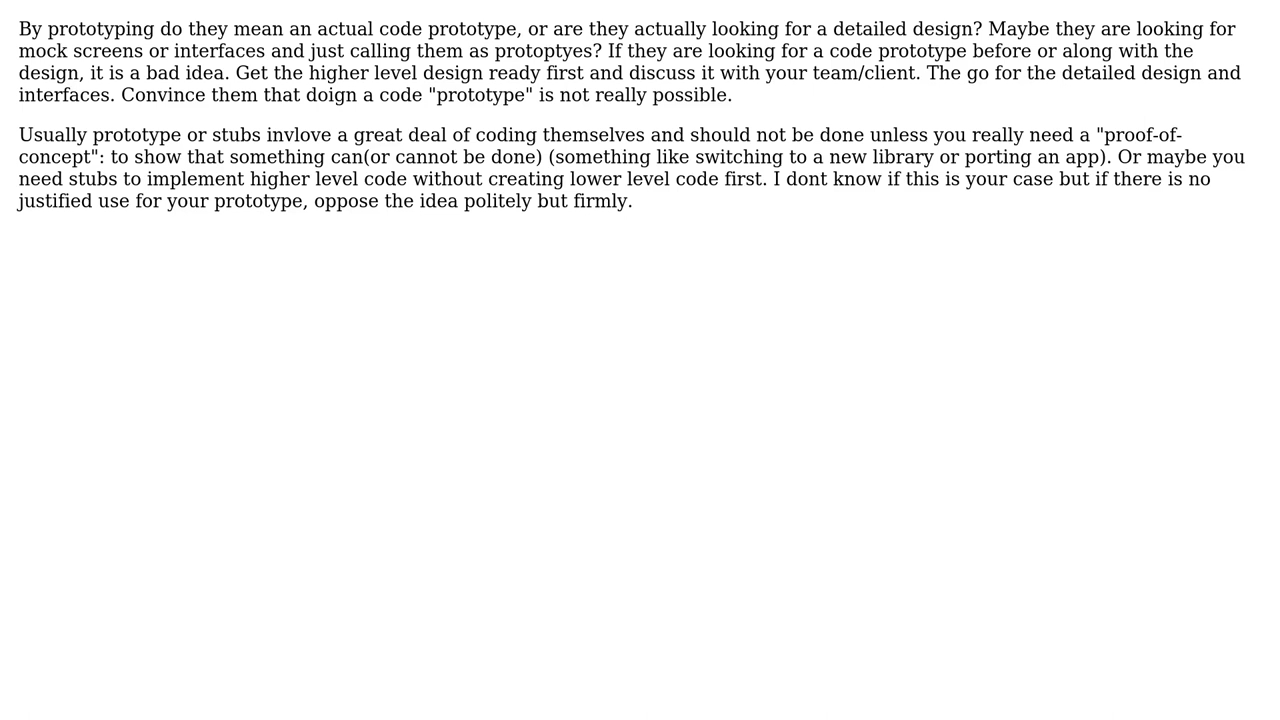 By prototyping do they mean an actual code prototype, or are they actually looking for a detailed design? Maybe they are looking for
mock screens or interfaces and just calling them as protoptyes? If they are looking for a code prototype before or along with the
design, it is a bad idea. Get the higher level design ready first and discuss it with your team/client. The go for the detailed design and
interfaces. Convince them that doign a code "prototype" is not really possible.
Usually prototype or stubs invlove a great deal of coding themselves and should not be done unless you really need a "proof-of-
concept": to show that something can(or cannot be done) (something like switching to a new library or porting an app). Or maybe you
need stubs to implement higher level code without creating lower level code first. I dont know if this is your case but if there is no
justified use for your prototype, oppose the idea politely but firmly.